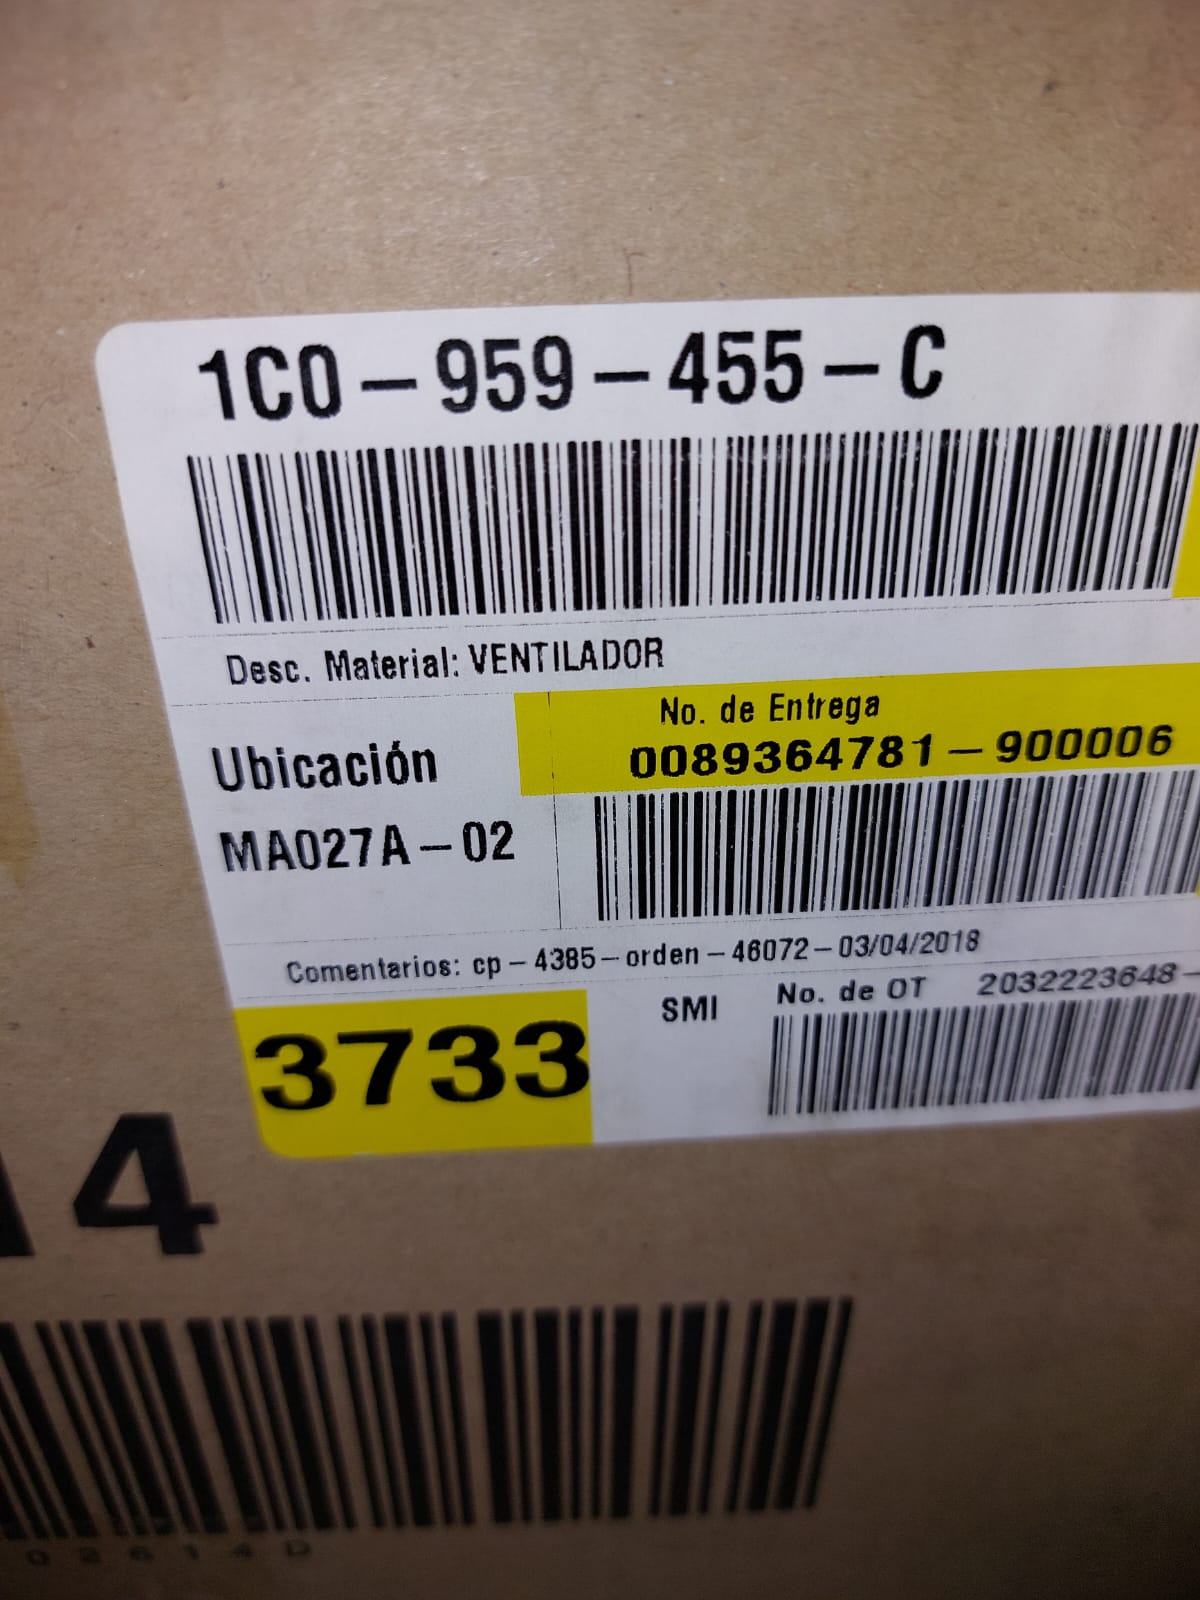 1C0-959-455-C
Desc. Material: VENTILADOR
No. de Entrega
0089364781-900006
Ubicación
MA027A-02
Comentarios: cp-4385-orden-46072-03/04/2018
SMI No. de OT 2032223648-
3733
4
02614D